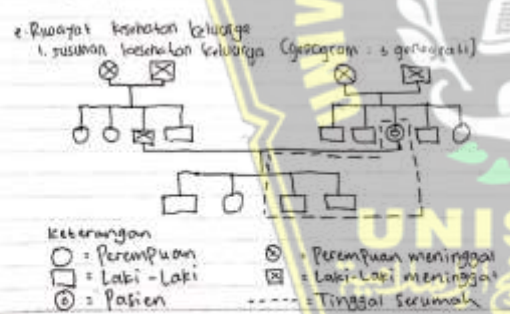 e. Riwayat kesehatan keluarga
1. susunan kesehatan keluarga (genogram : 3 generasi)
keterangan
= Perempuan
= Laki-Laki
= Pasien
= Perempuan meninggal
= Laki-Laki meninggal
= Tinggal Serumah
UNIS